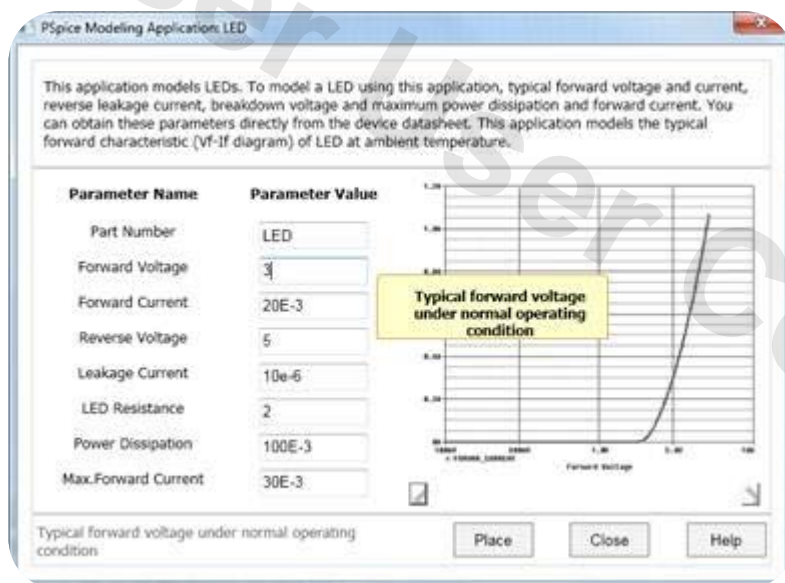 PSpice Modeling Application: LED
This application models LEDs. To model a LED using this application, typical forward voltage and current,
reverse leakage current, breakdown voltage and maximum power dissipation and forward current. You
can obtain these parameters directly from the device datasheet. This application models the typical
forward characteristic (Vf-If diagram) of LED at ambient temperature.
Parameter Name Parameter Value
Part Number LED
Forward Voltage 3
Forward Current 20E-3
Reverse Voltage 5
Leakage Current 10e-6
LED Resistance 2
Power Dissipation 100E-3
Max.Forward Current 30E-3
Typical forward voltage
under normal operating
condition
Forward Voltage
Typical forward voltage under normal operating
condition
Place Close Help
User User